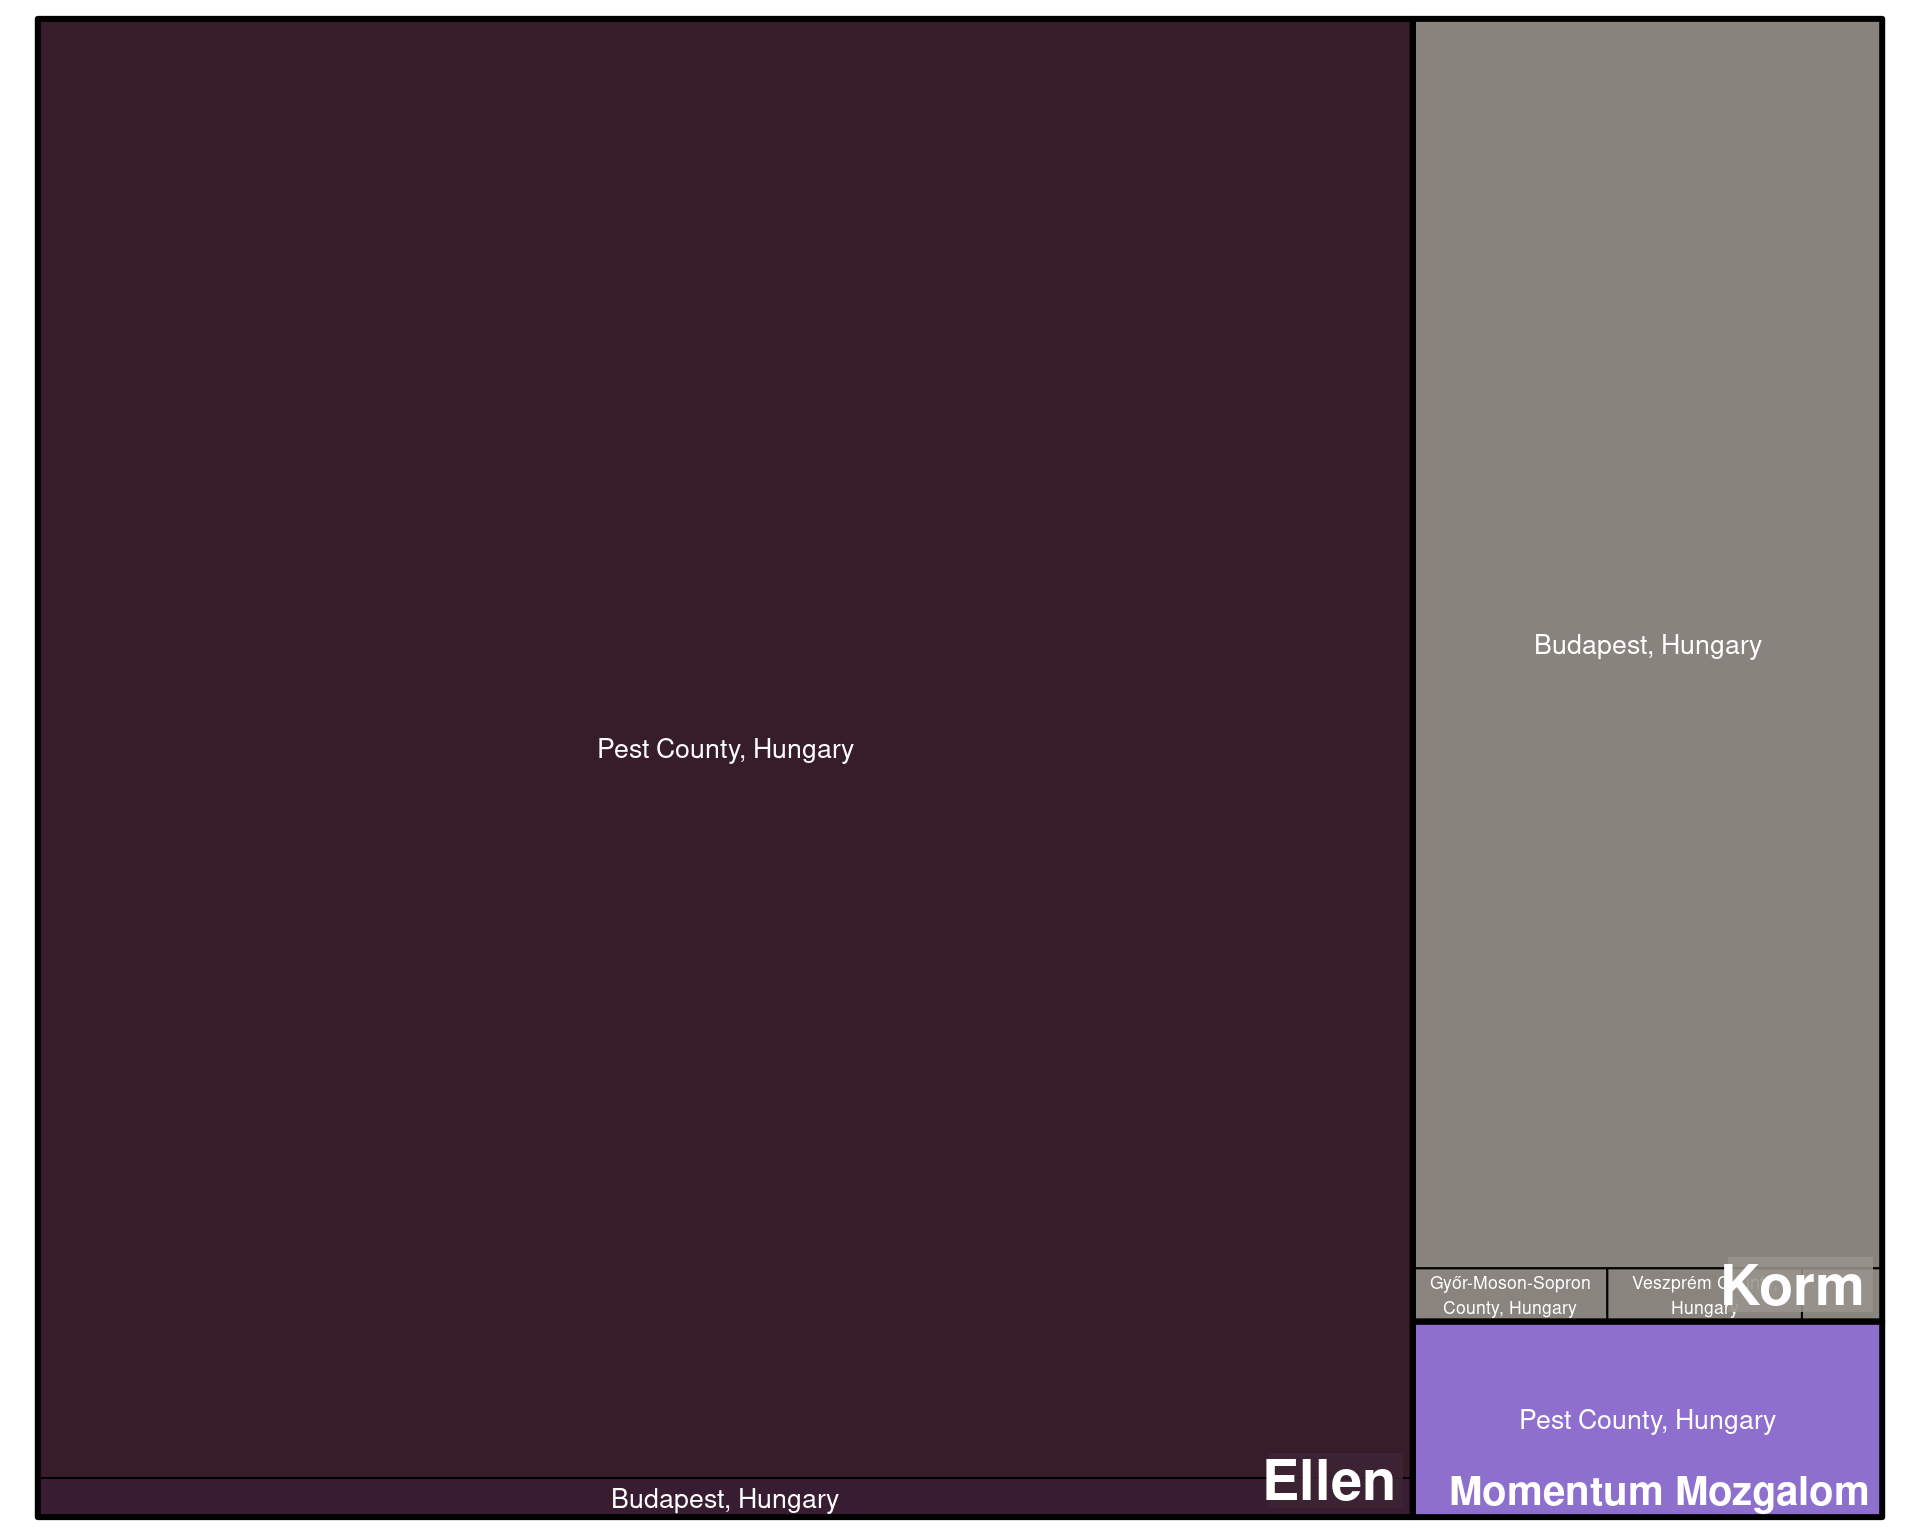 Pest County, Hungary
Budapest, Hungary
Ellen
Budapest, Hungary
Győr-Moson-Sopron
County, Hungary
Veszprém
Hungary
Korm
Pest County, Hungary
Momentum Mozgalom